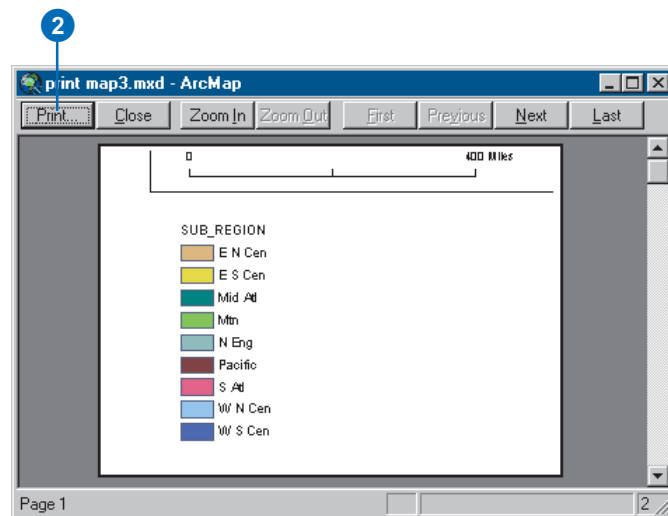 2
print map3.mxd - ArcMap
Print... Close Zoom In Zoom Out First Previous Next Last
0 400 Miles
SUB_REGION
E N Cen
E S Cen
Mid Atl
Mtn
N Eng
Pacific
S Atl
W N Cen
W S Cen
Page 1 2